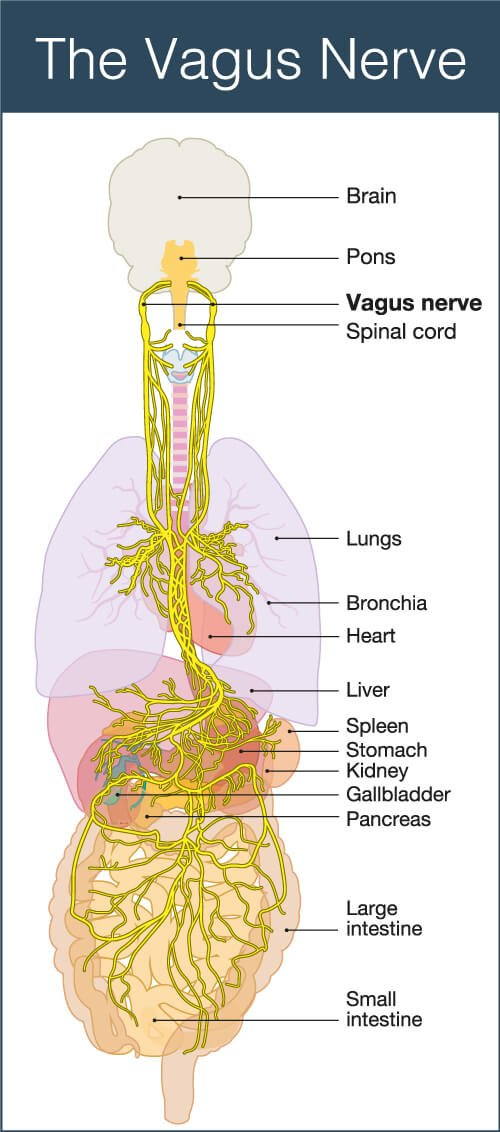 The Vagus Nerve
Brain
Pons
Vagus nerve
Spinal cord
Lungs
Bronchia
Heart
Liver
Spleen
Stomach
Kidney
Gallbladder
Pancreas
Large
intestine
Small
intestine